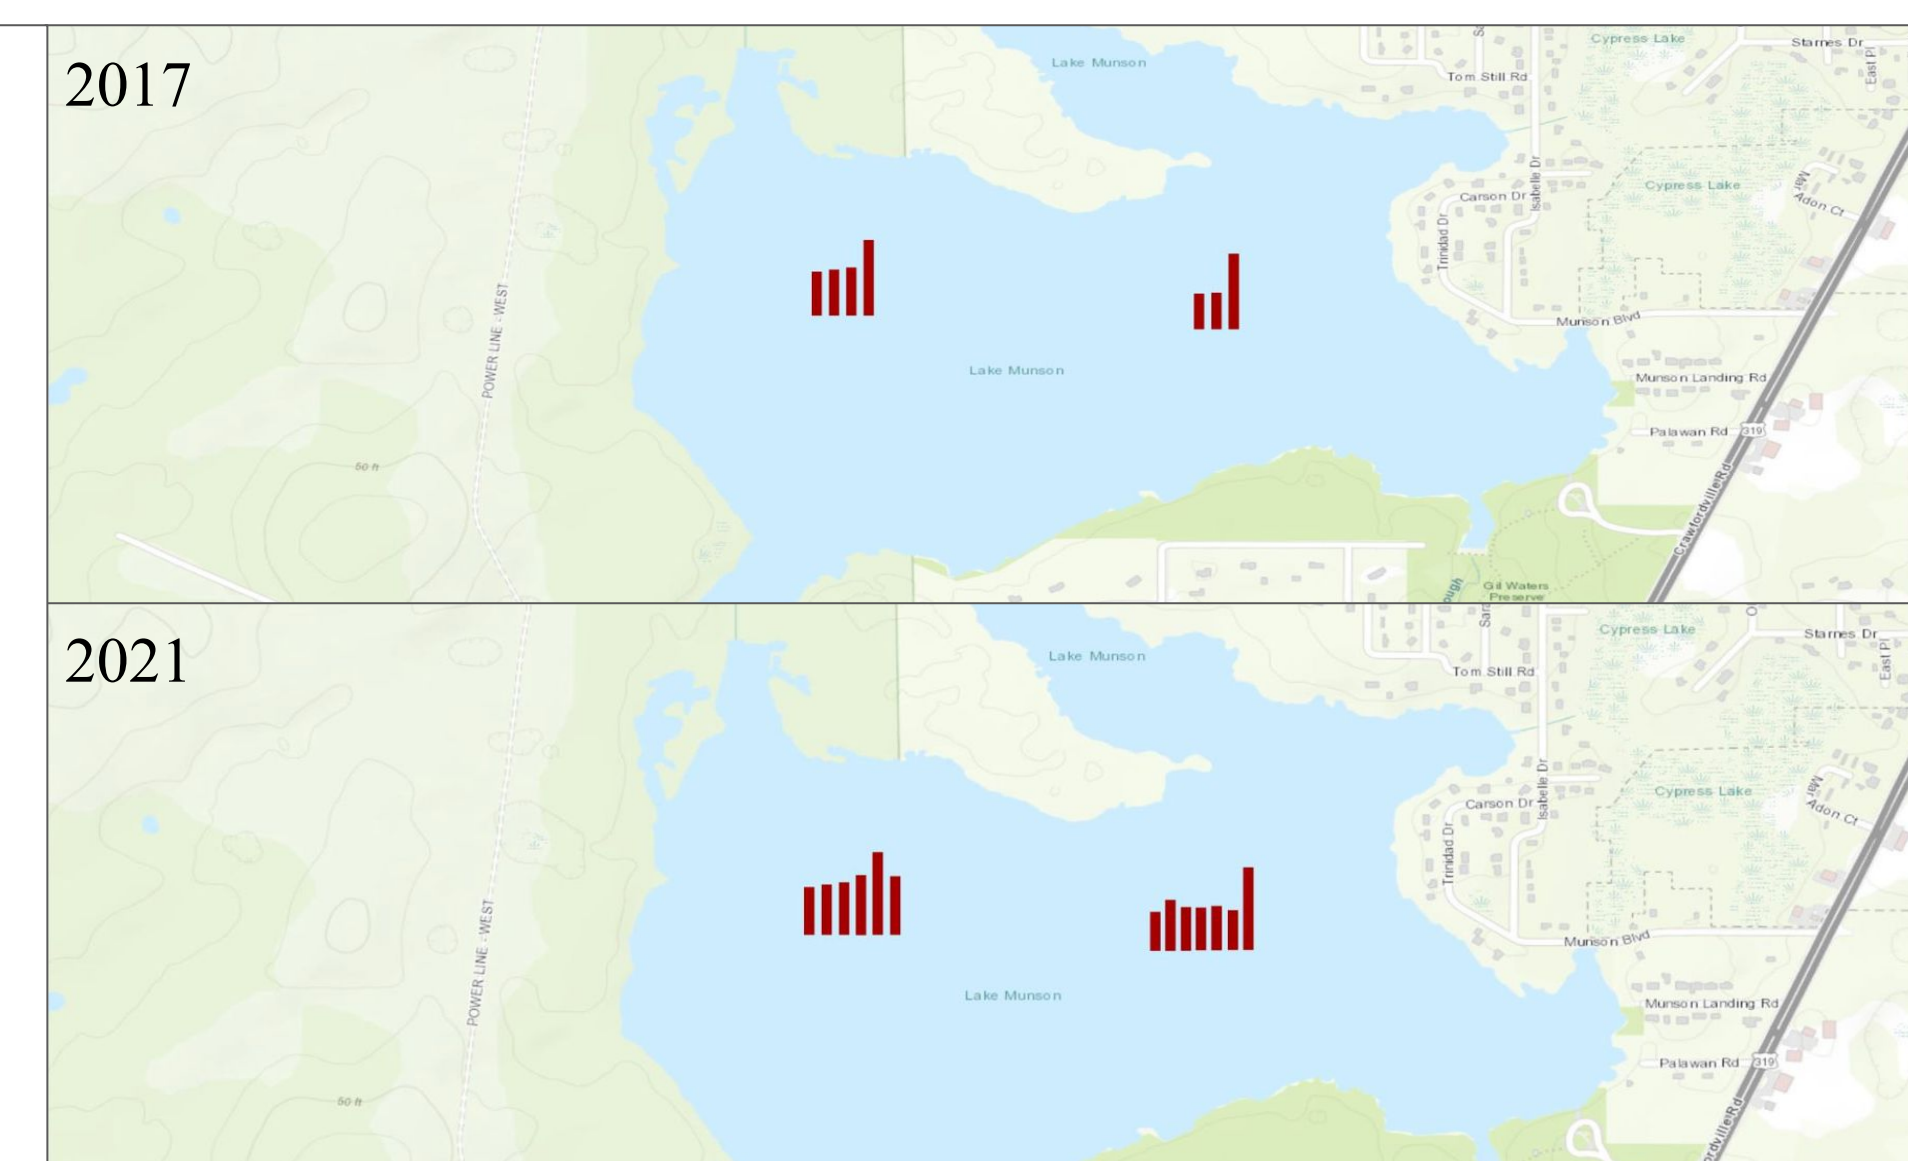 2017
Lake Munson
Cypress Lake
Starnes Dr
East Pl
Tom Still Rd
Isabelle Dr
Carson Dr
Cypress Lake
Mar
Adon Ct
Trinidad Dr
POWER LINE - WEST
Munson Blvd
Lake Munson
Munson Landing Rd
Palawan Rd
319
50 ft
Crawfordville Rd
Gil Waters
Preserve
ough
2021
Sara
Lake Munson
Cypress Lake
O
Starnes Dr
East Pl
Tom Still Rd
Isabelle Dr
Carson Dr
Cypress Lake
Mar
Adon Ct
Trinidad Dr
POWER LINE - WEST
Munson Blvd
Lake Munson
Munson Landing Rd
Palawan Rd
319
50 ft
rdville Rd